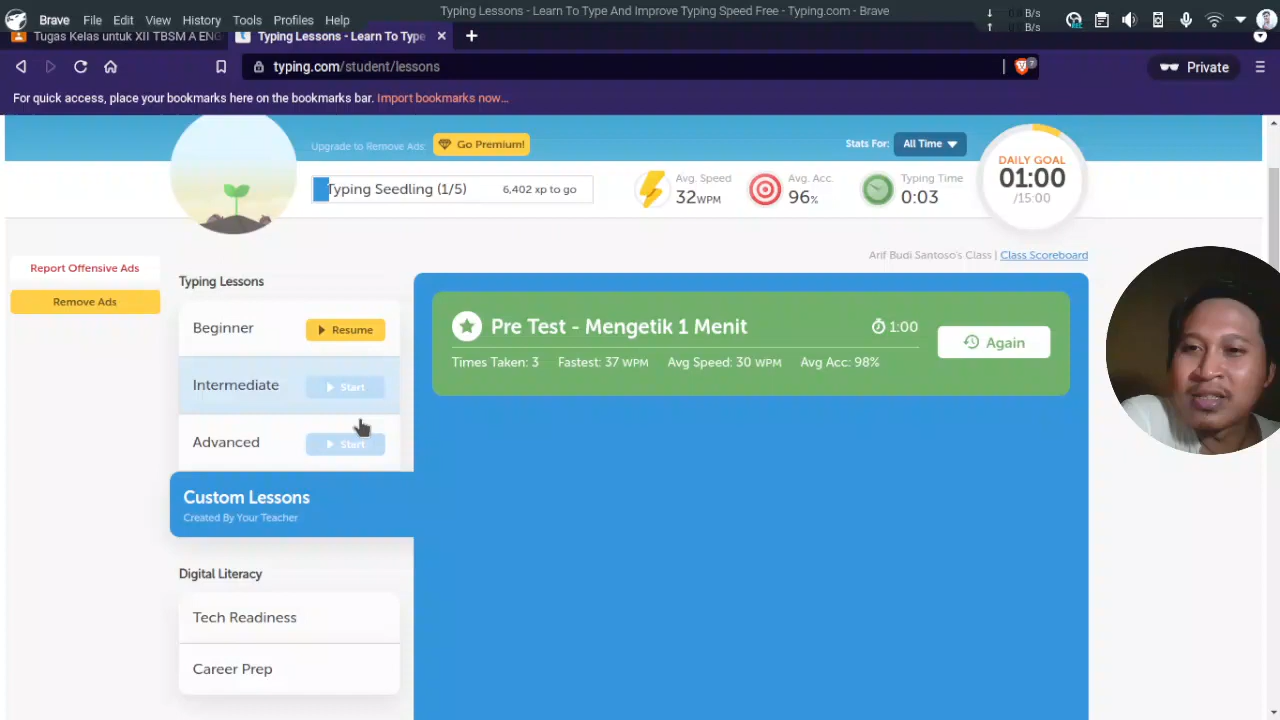 Brave File Edit View History Tools Profiles Help
Typing Lessons - Learn To Type And Improve Typing Speed Free - Typing.com - Brave
B/s
B/s
Tugas Kelas untuk XII TBSM A ENG
Typing Lessons - Learn To Type
typing.com/student/lessons
7
Private
For quick access, place your bookmarks here on the bookmarks bar. Import bookmarks now...
Upgrade to Remove Ads:
Go Premium!
Stats For:
All Time
DAILY GOAL
01:00
/15:00
Typing Seedling (1/5)
6,402 xp to go
Avg. Speed
32 WPM
Avg. Acc.
96%
Typing Time
0:03
Report Offensive Ads
Remove Ads
Arif Budi Santoso's Class | Class Scoreboard
Typing Lessons
Beginner
Resume
Intermediate
Start
Advanced
Start
Custom Lessons
Created By Your Teacher
Digital Literacy
Tech Readiness
Career Prep
Pre Test - Mengetik 1 Menit
1:00
Again
Times Taken: 3 Fastest: 37 WPM Avg Speed: 30 WPM Avg Acc: 98%